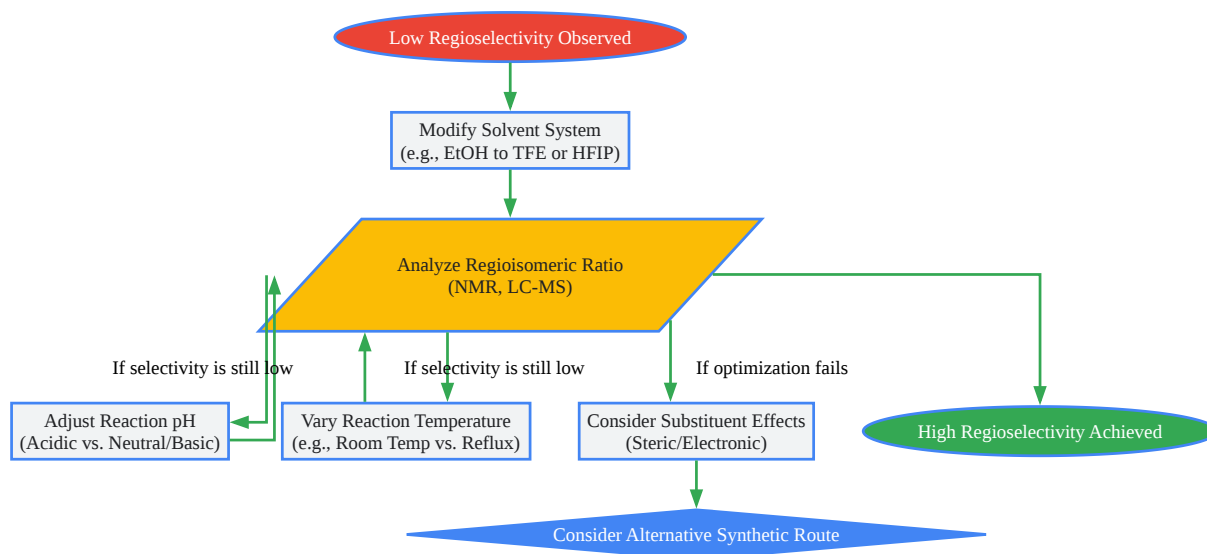 Low Regioselectivity Observed
Modify Solvent System
(e.g., EtOH to TFE or HFIP)
Analyze Regioisomeric Ratio
(NMR, LC-MS)
If selectivity is still low
If selectivity is still low
If optimization fails
Adjust Reaction pH
(Acidic vs. Neutral/Basic)
Vary Reaction Temperature
(e.g., Room Temp vs. Reflux)
Consider Substituent Effects
(Steric/Electronic)
High Regioselectivity Achieved
Consider Alternative Synthetic Route